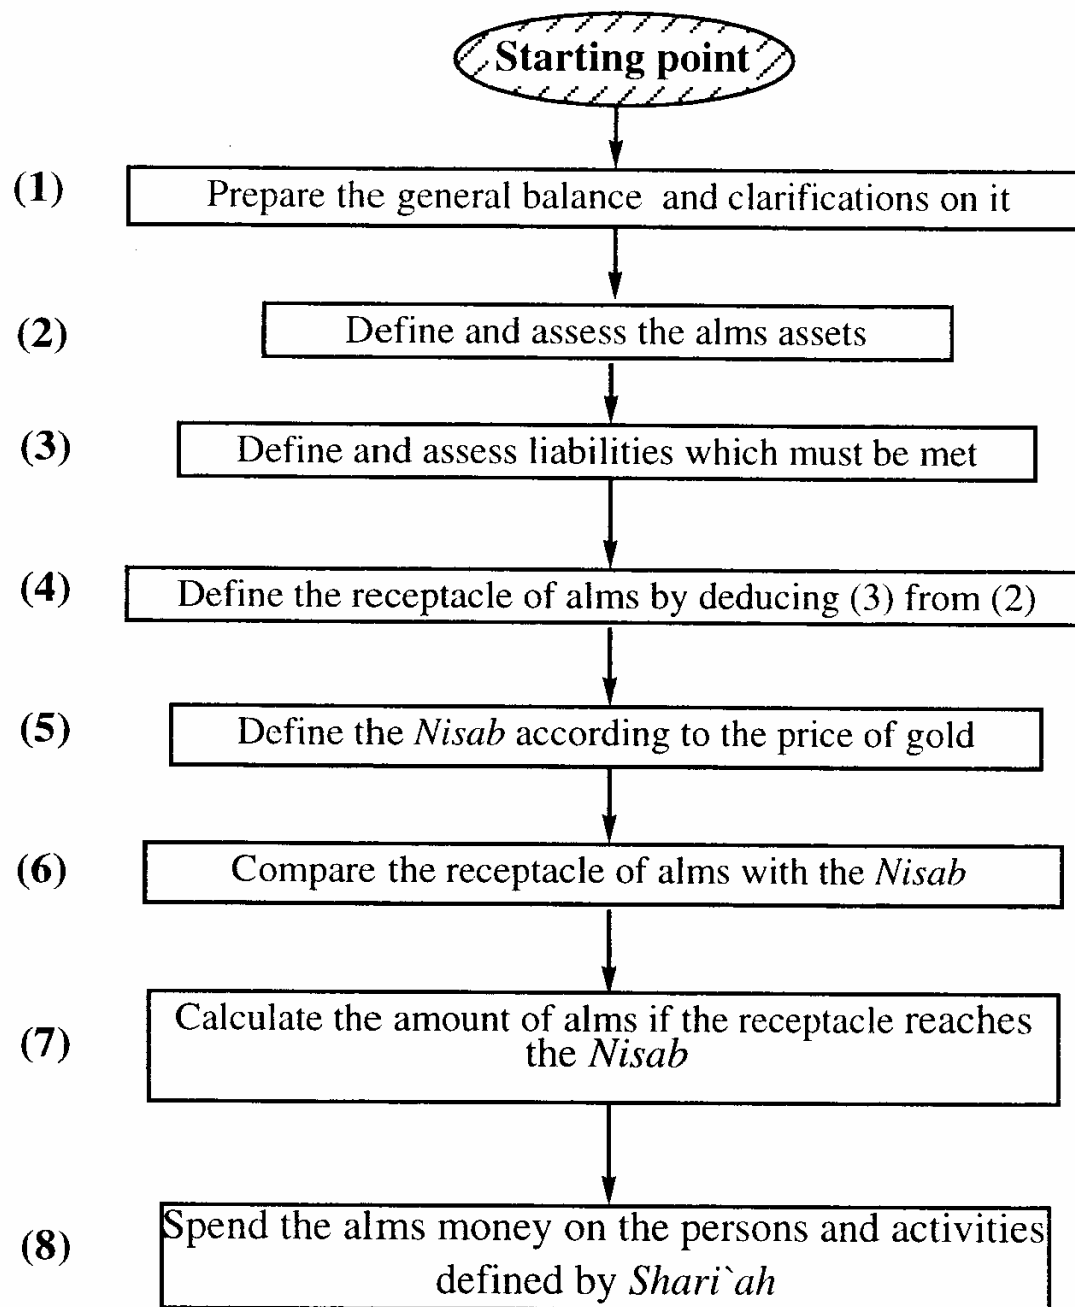 Starting point
(1) Prepare the general balance and clarifications on it
(2) Define and assess the alms assets
(3) Define and assess liabilities which must be met
(4) Define the receptacle of alms by deducing (3) from (2)
(5) Define the Nisab according to the price of gold
(6) Compare the receptacle of alms with the Nisab
(7) Calculate the amount of alms if the receptacle reaches
the Nisab
(8) Spend the alms money on the persons and activities
defined by Shari`ah